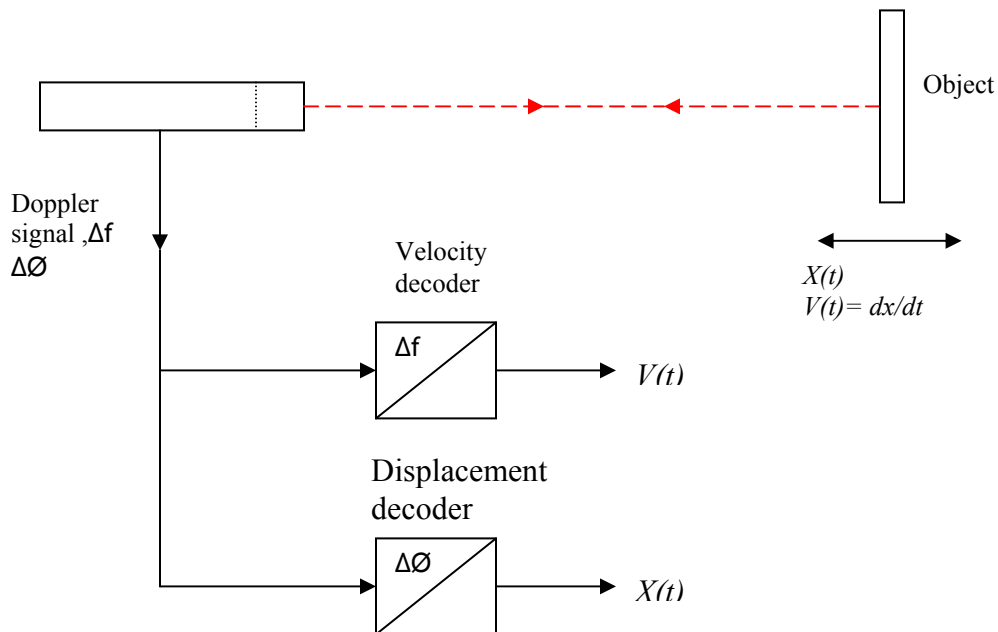 Object
Doppler
signal ,Δf
ΔØ
Velocity
decoder
X(t)
V(t)= dx/dt
Δf
V(t)
Displacement
decoder
ΔØ
X(t)